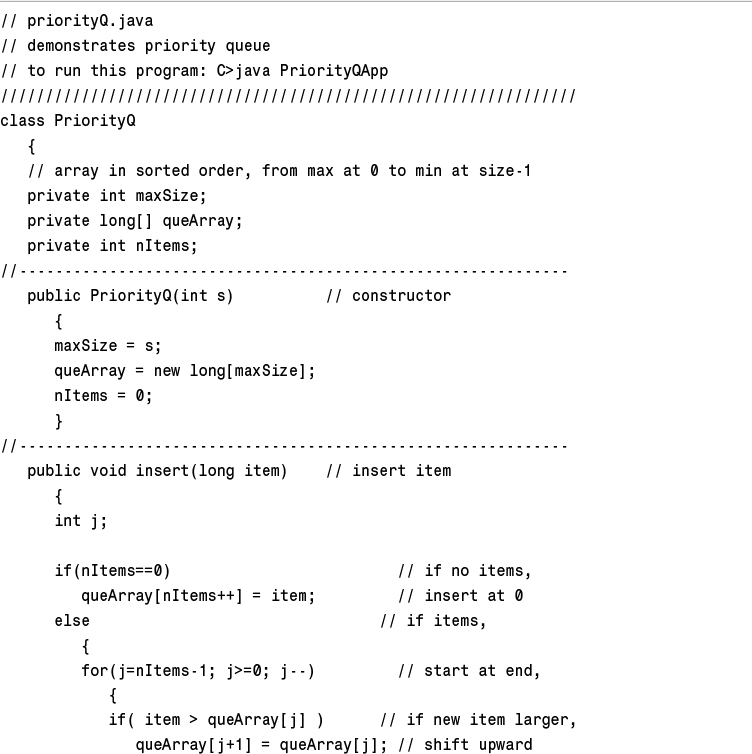 // priorityQ.java
// demonstrates priority queue
// to run this program: C>java PriorityQApp
////////////////////////////////////////////////////////////////
class PriorityQ
   {
   // array in sorted order, from max at 0 to min at size-1
   private int maxSize;
   private long[] queArray;
   private int nItems;
//-------------------------------------------------------------
   public PriorityQ(int s)          // constructor
      {
      maxSize = s;
      queArray = new long[maxSize];
      nItems = 0;
      }
//-------------------------------------------------------------
   public void insert(long item)    // insert item
      {
      int j;

      if(nItems==0)                         // if no items,
         queArray[nItems++] = item;         // insert at 0
      else                                // if items,
         {
         for(j=nItems-1; j>=0; j--)         // start at end,
            {
            if( item > queArray[j] )      // if new item larger,
               queArray[j+1] = queArray[j]; // shift upward